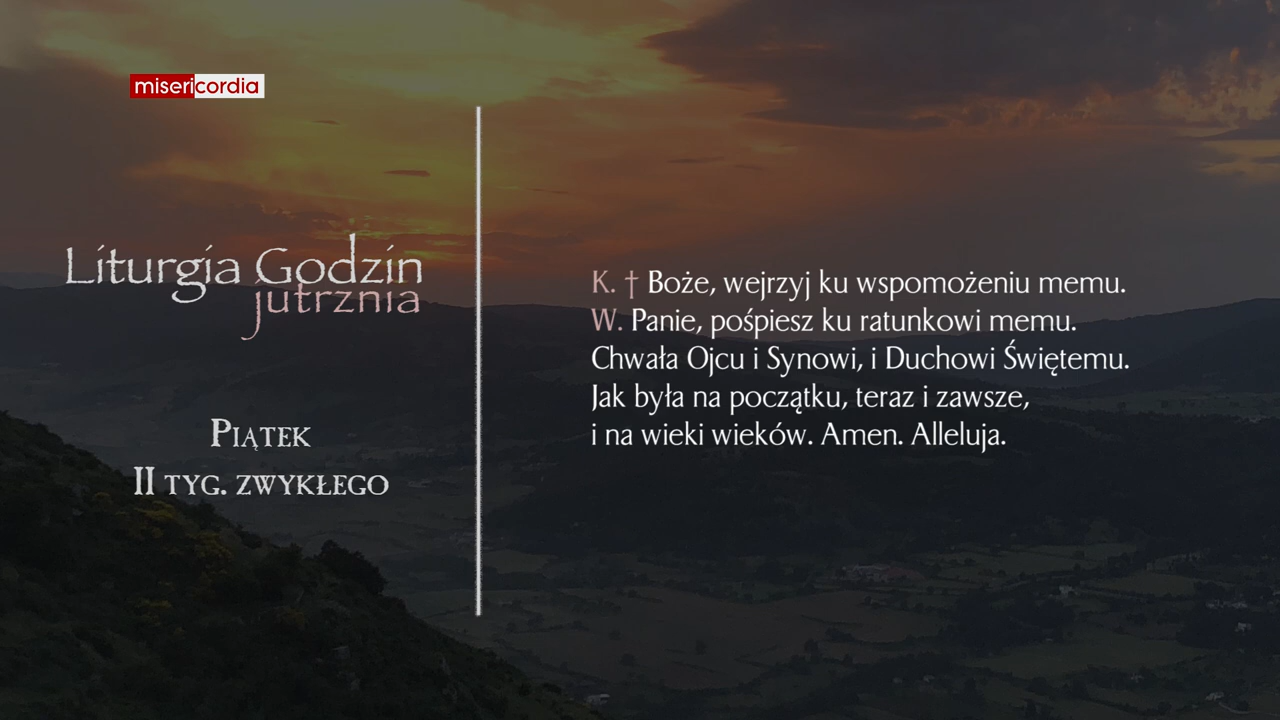 misericordia
Liturgia Godzin
jutrznia
Piątek
II tyg. zwykłego
K. † Boże, wejrzyj ku wspomożeniu memu.
W. Panie, pośpiesz ku ratunkowi memu.
Chwała Ojcu i Synowi, i Duchowi Świętemu.
Jak była na początku, teraz i zawsze,
i na wieki wieków. Amen. Alleluja.